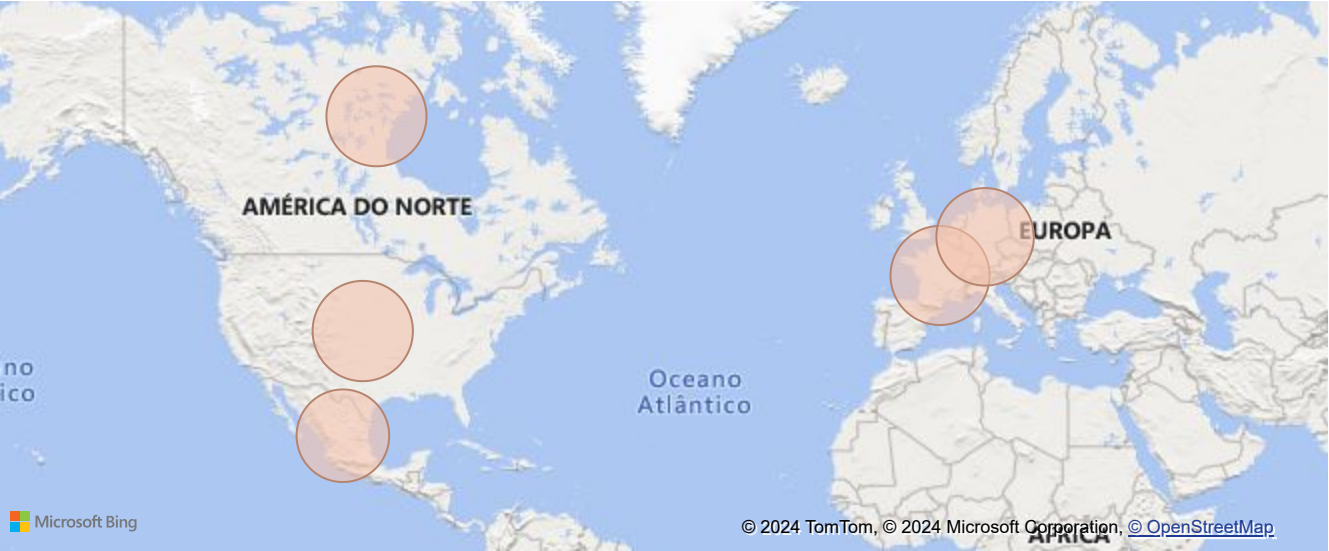 AMÉRICA DO NORTE
EUROPA
no
ico
Oceano
Atlântico
Microsoft Bing
© 2024 TomTom, © 2024 Microsoft Corporation, © OpenStreetMap
ÁFRICA